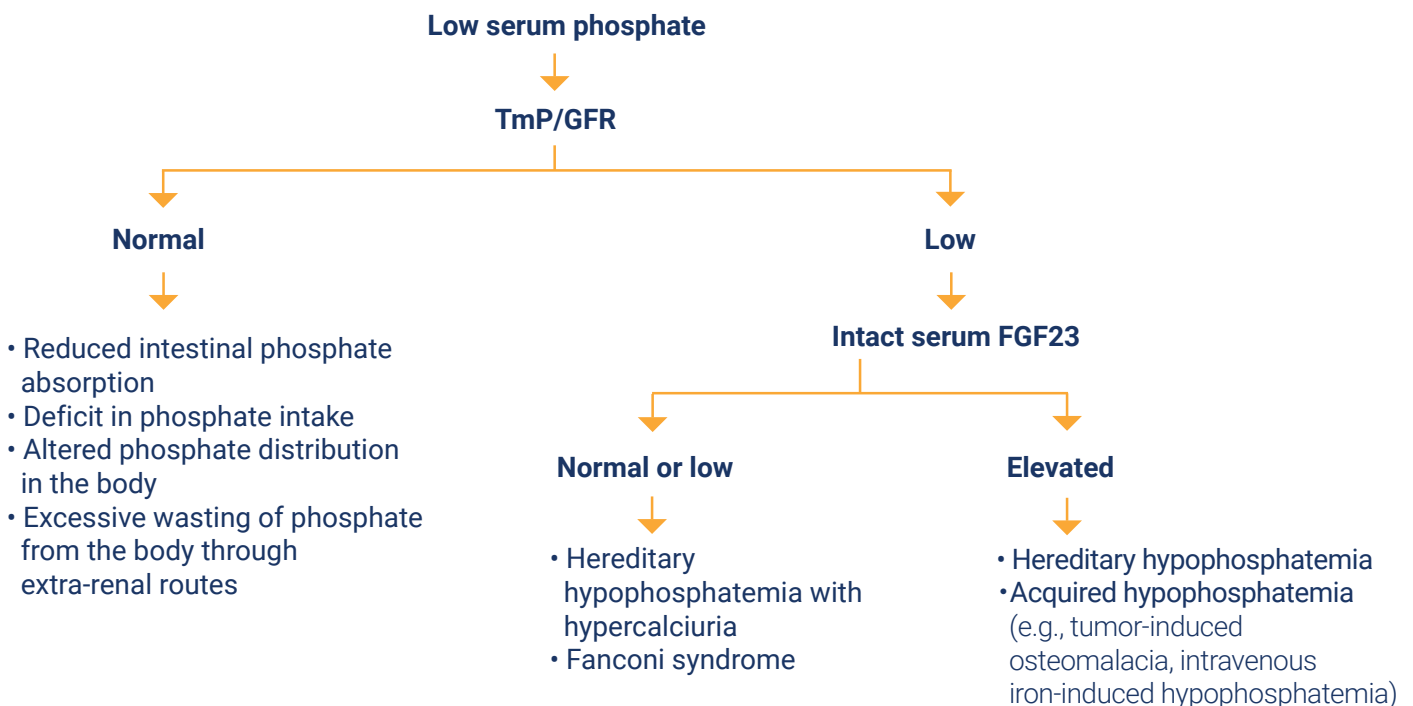 Low serum phosphate
TmP/GFR
Normal
Low
• Reduced intestinal phosphate
absorption
• Deficit in phosphate intake
• Altered phosphate distribution
in the body
• Excessive wasting of phosphate
from the body through
extra-renal routes
Intact serum FGF23
Normal or low
Elevated
• Hereditary
hypophosphatemia with
hypercalciuria
• Fanconi syndrome
• Hereditary hypophosphatemia
•Acquired hypophosphatemia
(e.g., tumor-induced
osteomalacia, intravenous
iron-induced hypophosphatemia)